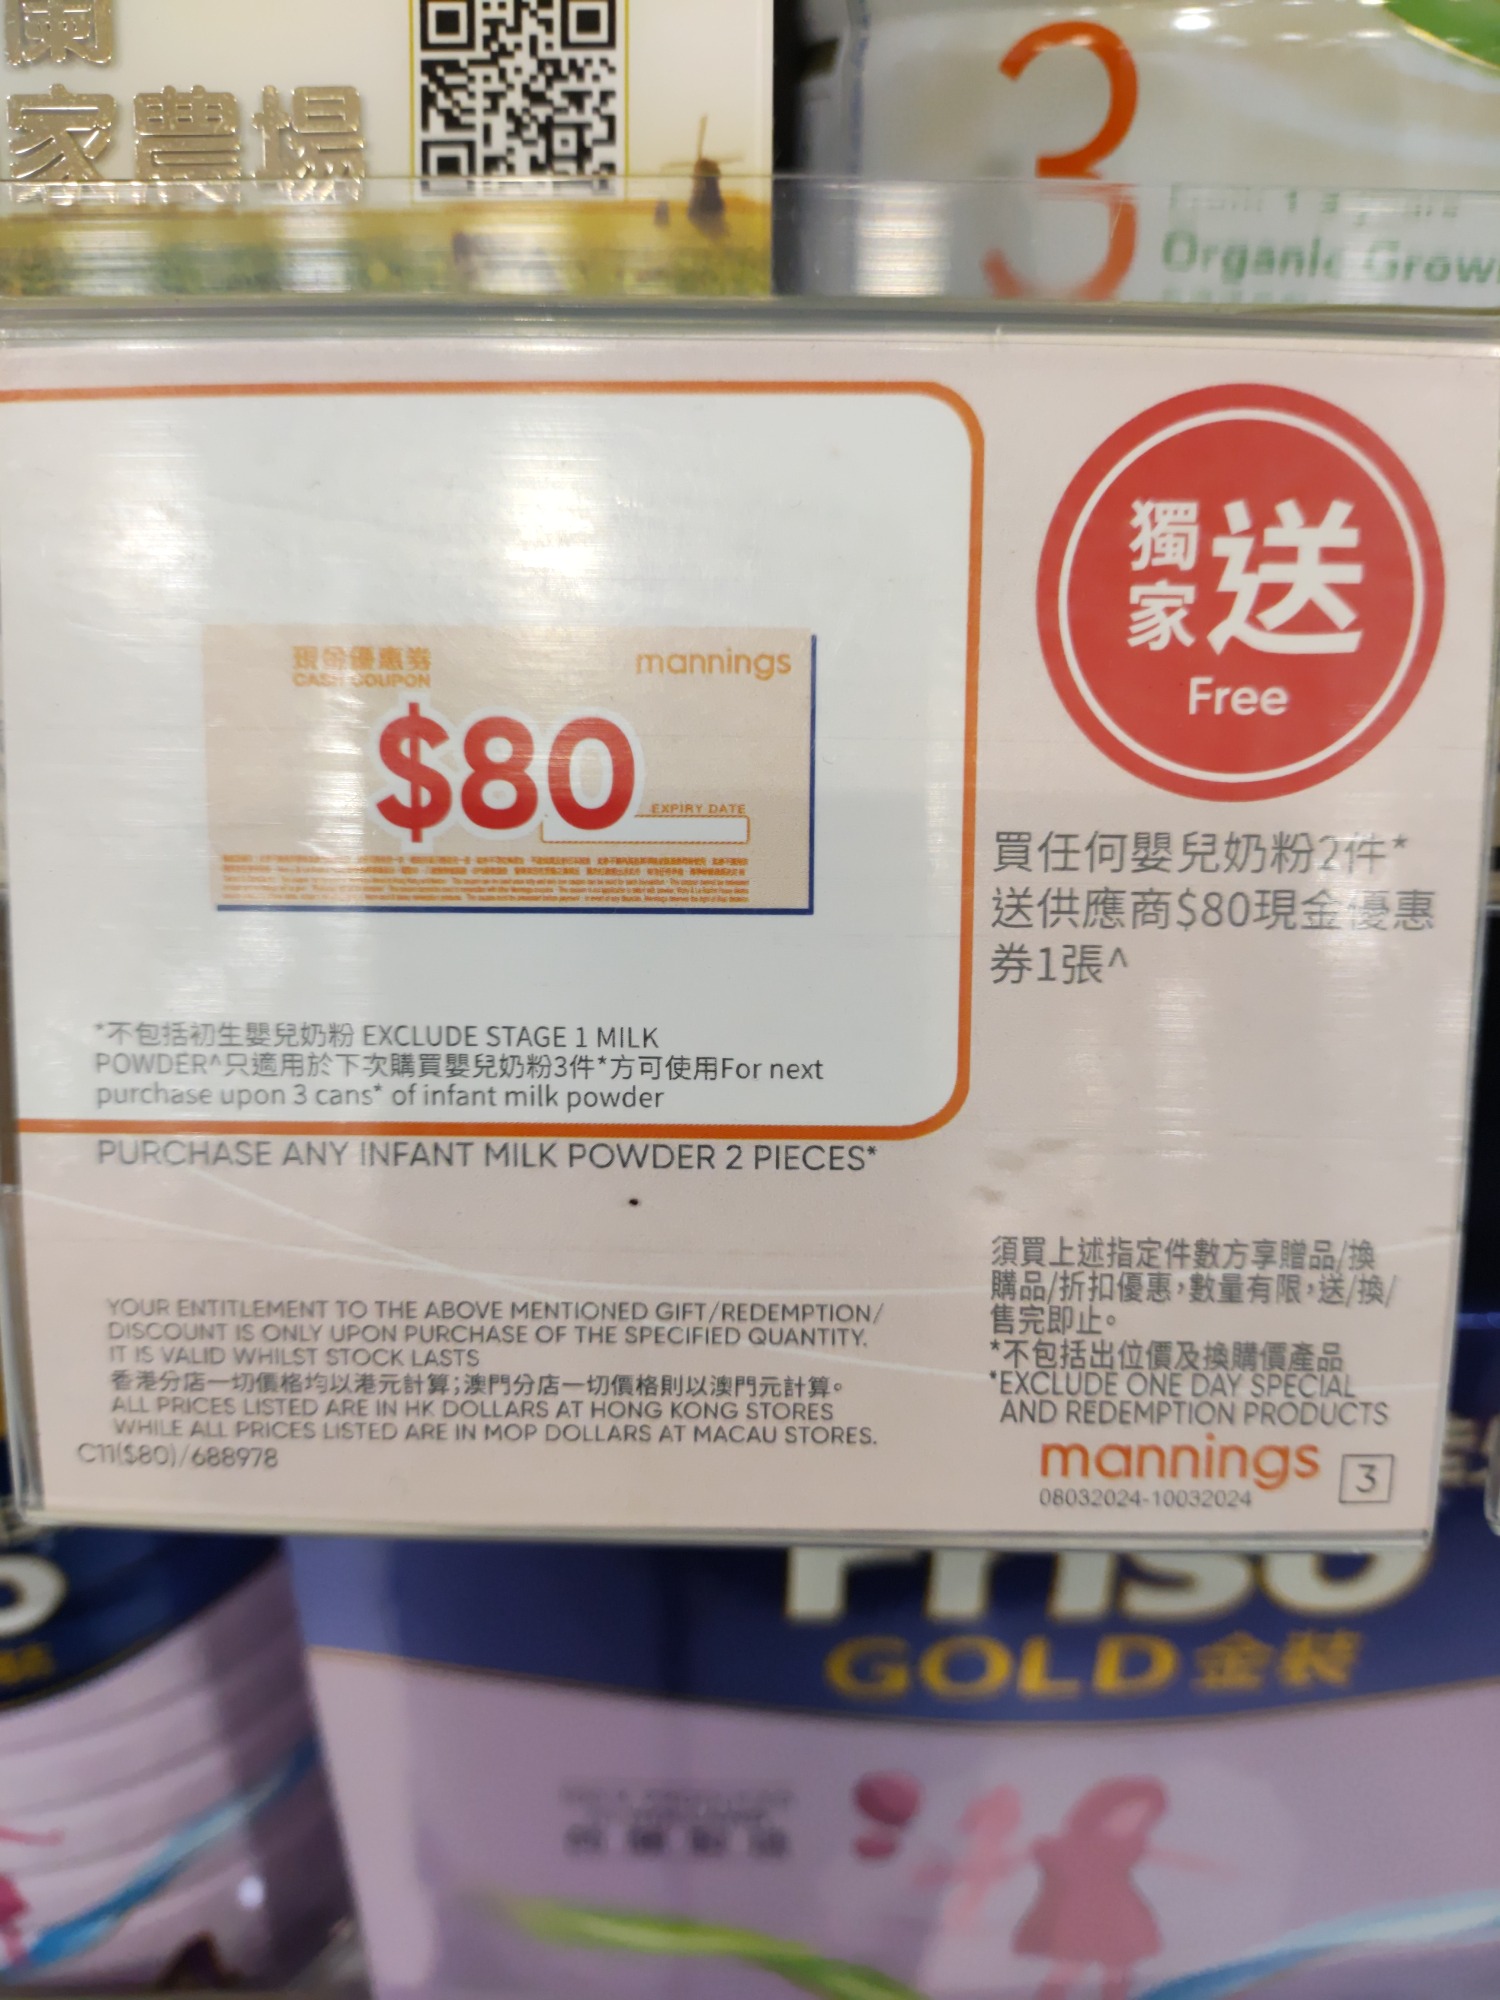 家農場
3
Organic Grow
獨家送
Free
現金優惠券
CASH COUPON
mannings
$80
EXPIRY DATE
買任何嬰兒奶粉2件*
送供應商$80現金優惠
券1張^
*不包括初生嬰兒奶粉 EXCLUDE STAGE 1 MILK
POWDER^只適用於下次購買嬰兒奶粉3件*方可使用For next
purchase upon 3 cans* of infant milk powder
PURCHASE ANY INFANT MILK POWDER 2 PIECES*
須買上述指定件數方享贈品/換
購品/折扣優惠，數量有限，送/換/
售完即止。
*不包括出位價及換購價產品
*EXCLUDE ONE DAY SPECIAL
AND REDEMPTION PRODUCTS
YOUR ENTITLEMENT TO THE ABOVE MENTIONED GIFT/REDEMPTION/
DISCOUNT IS ONLY UPON PURCHASE OF THE SPECIFIED QUANTITY.
IT IS VALID WHILST STOCK LASTS
香港分店一切價格均以港元計算;澳門分店一切價格則以澳門元計算。
ALL PRICES LISTED ARE IN HK DOLLARS AT HONG KONG STORES
WHILE ALL PRICES LISTED ARE IN MOP DOLLARS AT MACAU STORES.
C11($80)/688978
mannings 3
08032024-10032024
Friso
GOLD 金裝